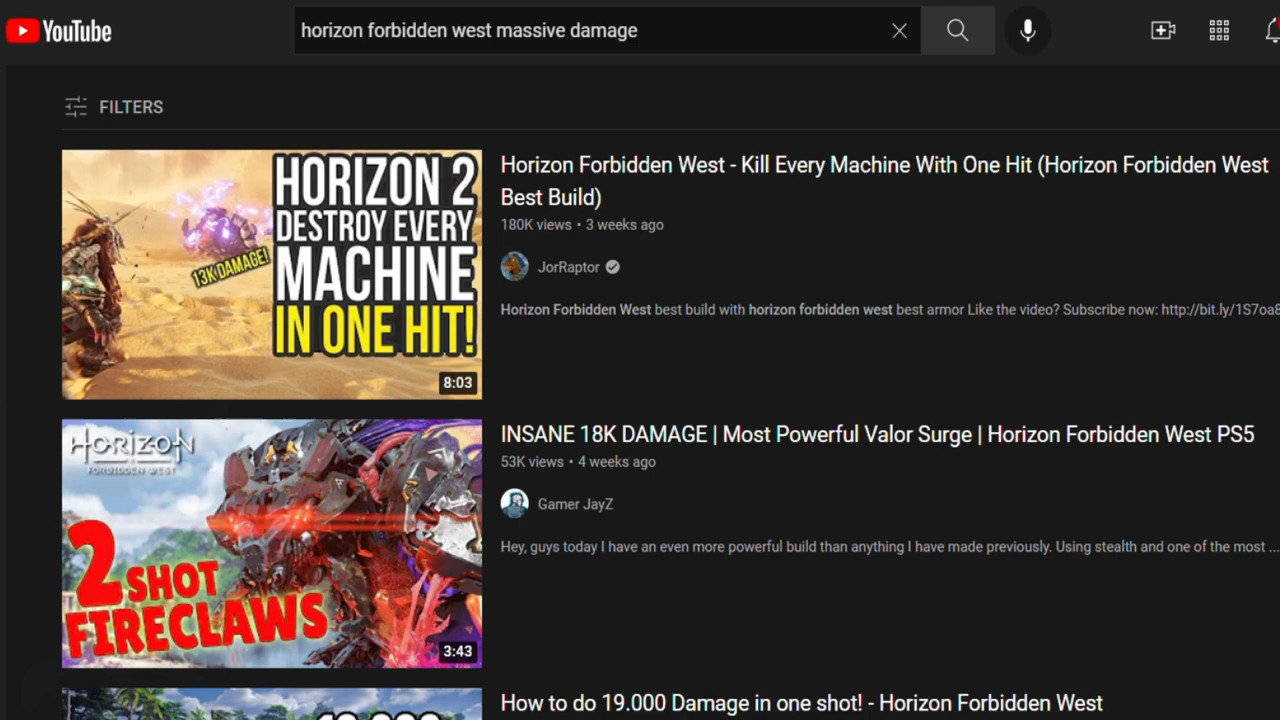 YouTube
horizon forbidden west massive damage
FILTERS
HORIZON 2
DESTROY EVERY
MACHINE
IN ONE HIT!
13K DAMAGE!
8:03
Horizon Forbidden West - Kill Every Machine With One Hit (Horizon Forbidden West
Best Build)
180K views • 3 weeks ago
JorRaptor
Horizon Forbidden West best build with horizon forbidden west best armor Like the video? Subscribe now: http://bit.ly/1S7oa8
HORIZON
FORBIDDEN WEST
2 SHOT
FIRECLAWS
3:43
INSANE 18K DAMAGE | Most Powerful Valor Surge | Horizon Forbidden West PS5
53K views • 4 weeks ago
Gamer JayZ
Hey, guys today I have an even more powerful build than anything I have made previously. Using stealth and one of the most ...
How to do 19.000 Damage in one shot! - Horizon Forbidden West